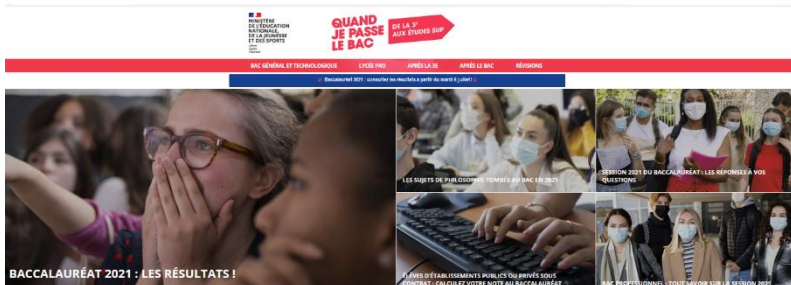 MINISTÈRE
DE L'ÉDUCATION
NATIONALE,
DE LA JEUNESSE
ET DES SPORTS
QUAND
JE PASSE
LE BAC
DE LA 3ᵉ
AUX ÉTUDES SUP
BAC GÉNÉRAL ET TECHNOLOGIQUE LYCÉE PRO APRÈS LA 3E APRÈS LE BAC RÉVISIONS
Baccalauréat 2021 : consultez les résultats à partir du mardi 6 juillet !
BACCALAURÉAT 2021 : LES RÉSULTATS !
LES SUJETS DE PHILOSOPHIE TOMBÉS AU BAC EN 2021
SESSION 2021 DU BACCALAURÉAT : LES RÉPONSES À VOS
QUESTIONS
ÉLÈVES D'ÉTABLISSEMENTS PUBLICS OU PRIVÉS SOUS
CONTRAT : CALCULEZ VOTRE NOTE AU BACCALAURÉAT
BAC PROFESSIONNEL : TOUT SAVOIR SUR LA SESSION 2021